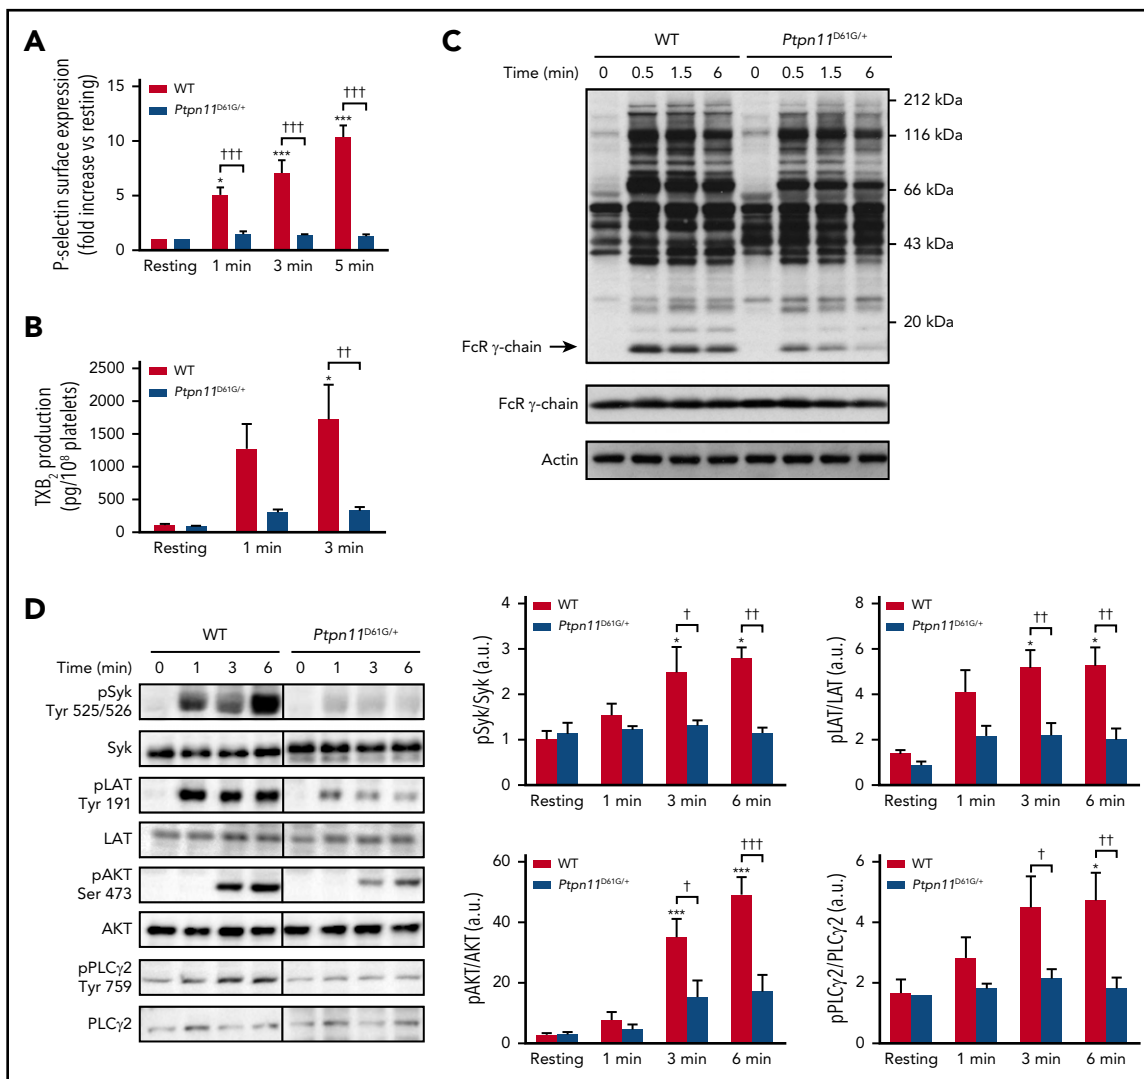 A
P-selectin surface expression
(fold increase vs resting)
15
10
5
0
WT
Ptpn11D61G/+
*
†††
***
†††
***
†††
Resting 1 min 3 min 5 min
B
TXB2 production
(pg/10⁸ platelets)
2500
2000
1500
1000
500
0
WT
Ptpn11D61G/+
*
††
Resting 1 min 3 min
C
WT Ptpn11D61G/+
Time (min) 0 0.5 1.5 6 0 0.5 1.5 6
212 kDa
116 kDa
66 kDa
43 kDa
20 kDa
FcR γ-chain
FcR γ-chain
Actin
D
WT Ptpn11D61G/+
Time (min) 0 1 3 6 0 1 3 6
pSyk
Tyr 525/526
Syk
pLAT
Tyr 191
LAT
pAKT
Ser 473
AKT
pPLCγ2
Tyr 759
PLCγ2
pSyk/Syk (a.u.)
4
3
2
1
0
WT
Ptpn11D61G/+
*
†
*
††
Resting 1 min 3 min 6 min
pLAT/LAT (a.u.)
8
6
4
2
0
WT
Ptpn11D61G/+
*
††
*
††
Resting 1 min 3 min 6 min
pAKT/AKT (a.u.)
60
40
20
0
WT
Ptpn11D61G/+
***
†
***
†††
Resting 1 min 3 min 6 min
pPLCγ2/PLCγ2 (a.u.)
6
4
2
0
WT
Ptpn11D61G/+
†
*
††
Resting 1 min 3 min 6 min